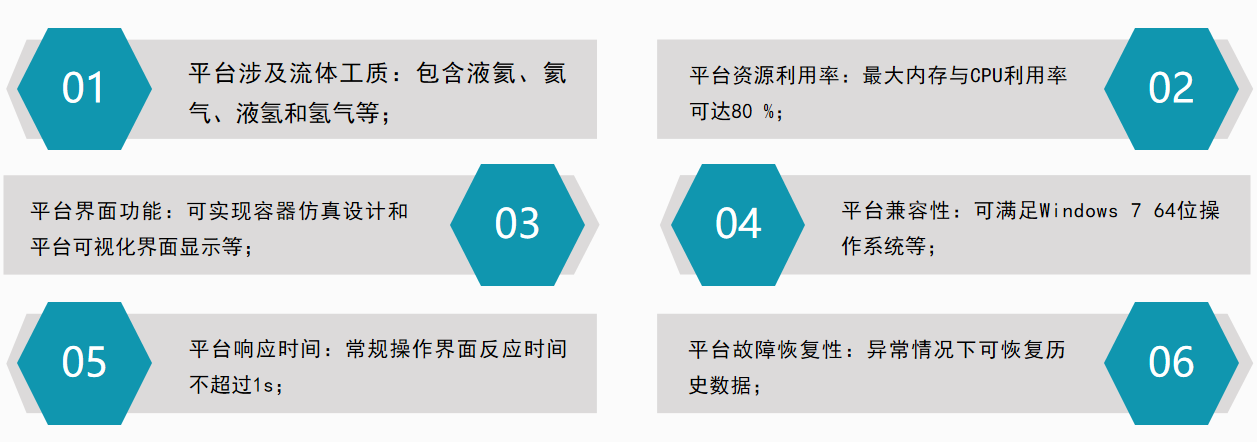 01
平台涉及流体工质：包含液氦、氦
气、液氢和氢气等；
平台资源利用率：最大内存与CPU利用率
可达80 %；
02
平台界面功能：可实现容器仿真设计和
平台可视化界面显示等；
03
04
平台兼容性：可满足Windows 7 64位操
作系统等；
05
平台响应时间：常规操作界面反应时间
不超过1s；
平台故障恢复性：异常情况下可恢复历
史数据；
06